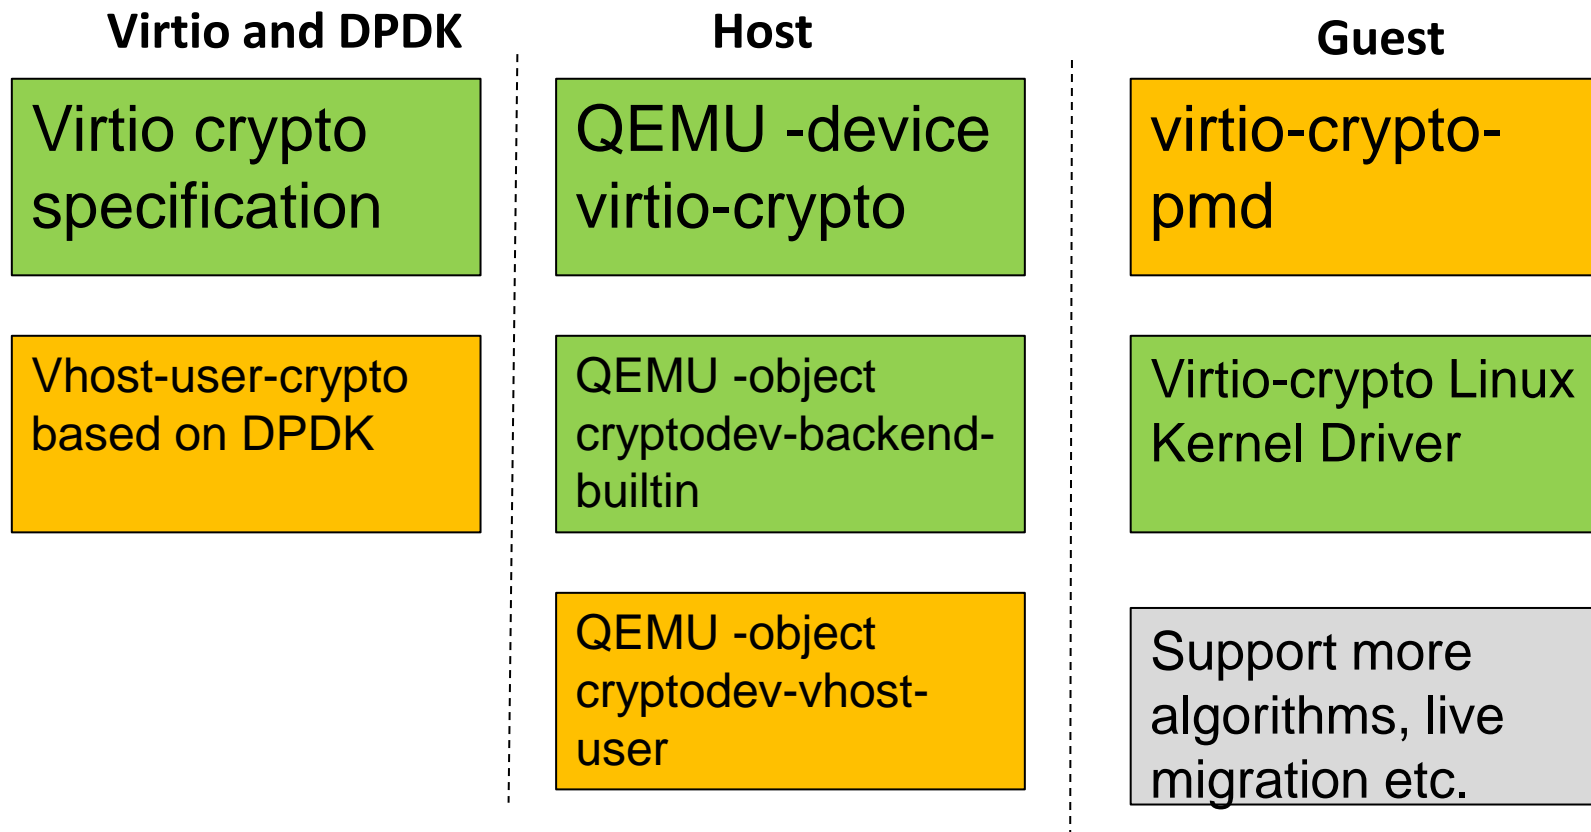 Virtio and DPDK
Host
Guest
Virtio crypto
specification
QEMU -device
virtio-crypto
virtio-crypto-
pmd
Vhost-user-crypto
based on DPDK
QEMU -object
cryptodev-backend-
builtin
Virtio-crypto Linux
Kernel Driver
QEMU -object
cryptodev-vhost-
user
Support more
algorithms, live
migration etc.